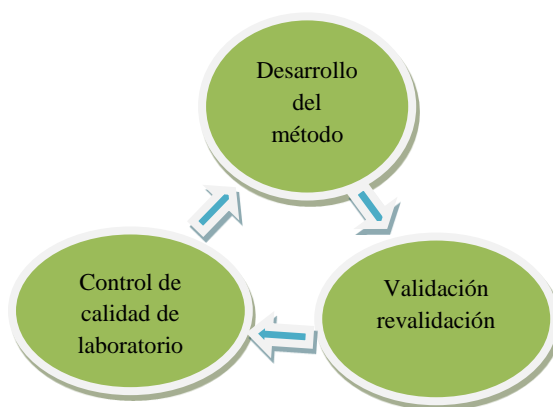 Desarrollo
del
método
Control de
calidad de
laboratorio
Validación
revalidación